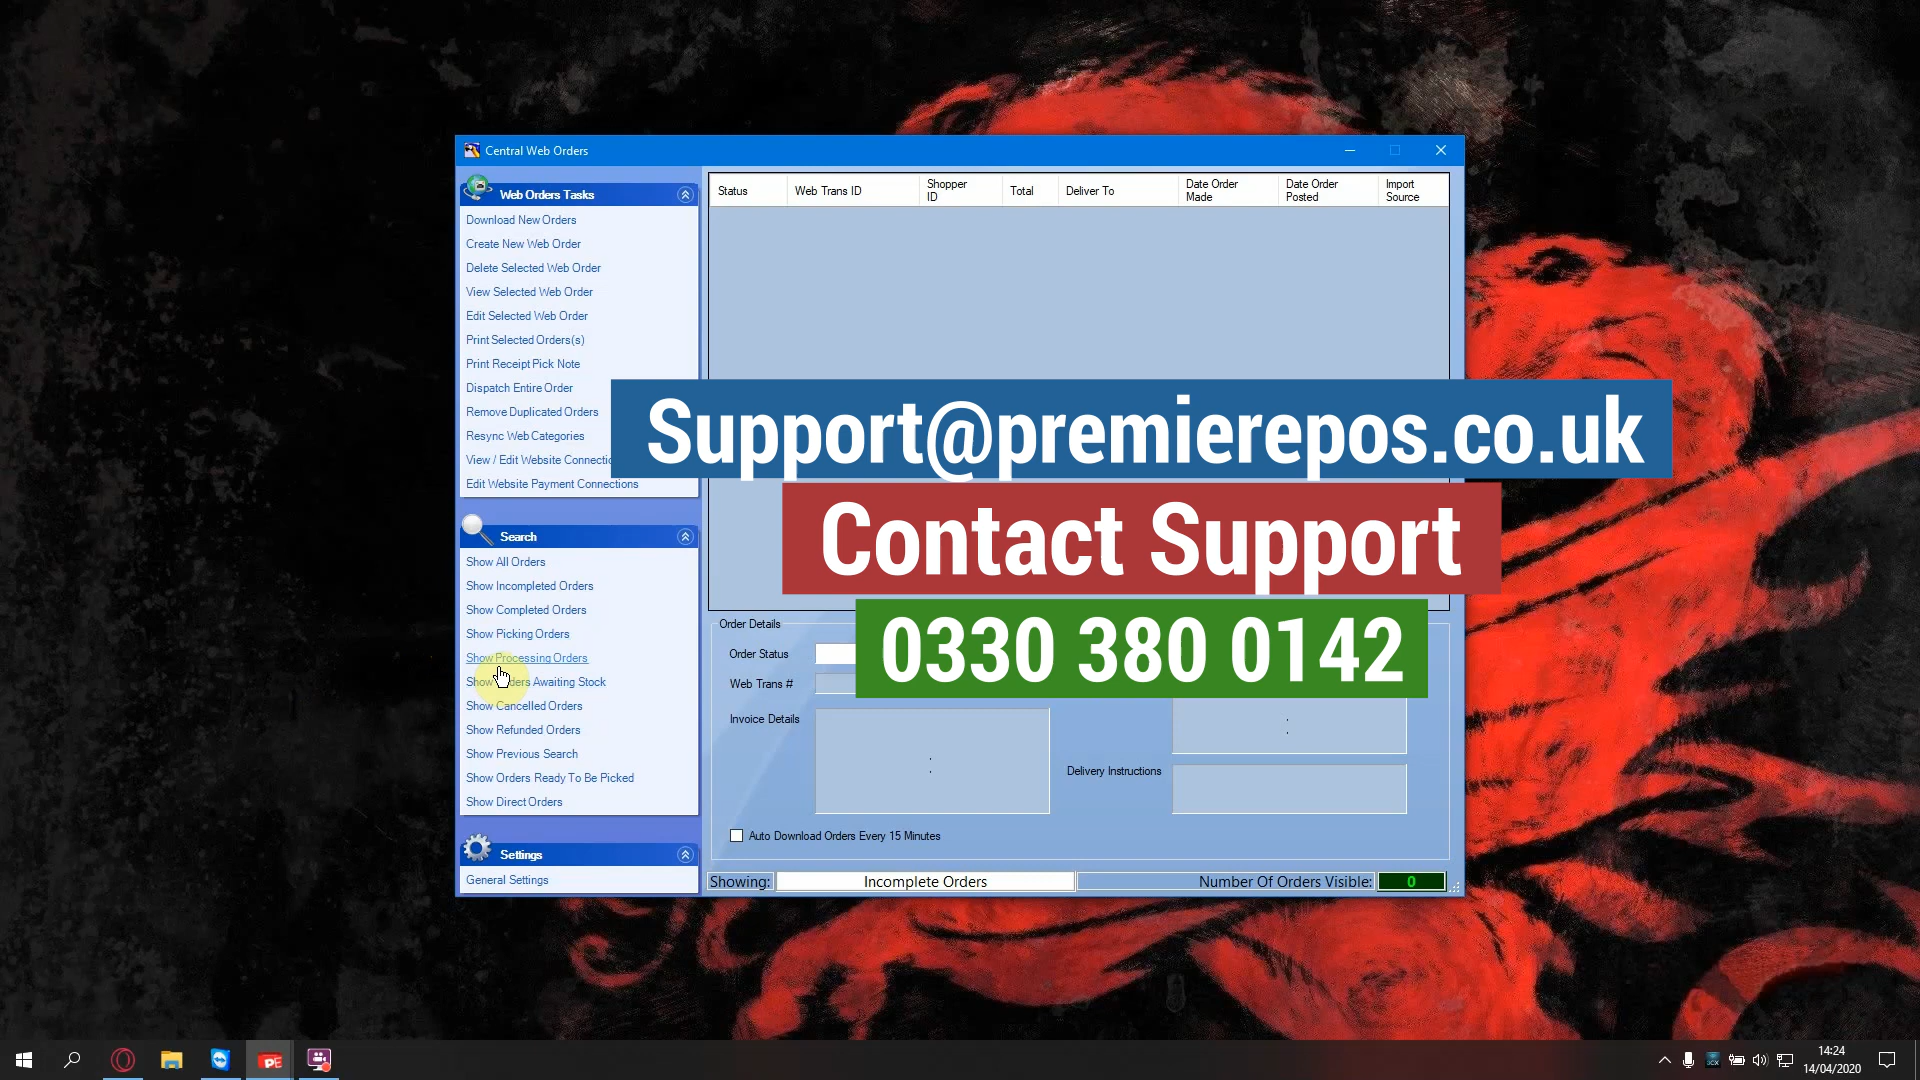 Central Web Orders
Web Orders Tasks
Download New Orders
Create New Web Order
Delete Selected Web Order
View Selected Web Order
Edit Selected Web Order
Print Selected Orders(s)
Print Receipt Pick Note
Dispatch Entire Order
Remove Duplicated Orders
Resync Web Categories
View / Edit Website
Edit Website Payment Connections
Search
Show All Orders
Show Incompleted Orders
Show Completed Orders
Show Picking Orders
Show Processing Orders
Show Orders Awaiting Stock
Show Cancelled Orders
Show Refunded Orders
Show Previous Search
Show Orders Ready To Be Picked
Show Direct Orders
Settings
General Settings
Status Web Trans ID Shopper ID Total Deliver To Date Order Made Date Order Posted Import Source
Support@premierepos.co.uk
Contact Support
0330 380 0142
Order Details
Order Status
Web Trans #
Invoice Details
Delivery Instructions
Auto Download Orders Every 15 Minutes
Showing: Incomplete Orders Number Of Orders Visible: 0
PE
14:24
14/04/2020